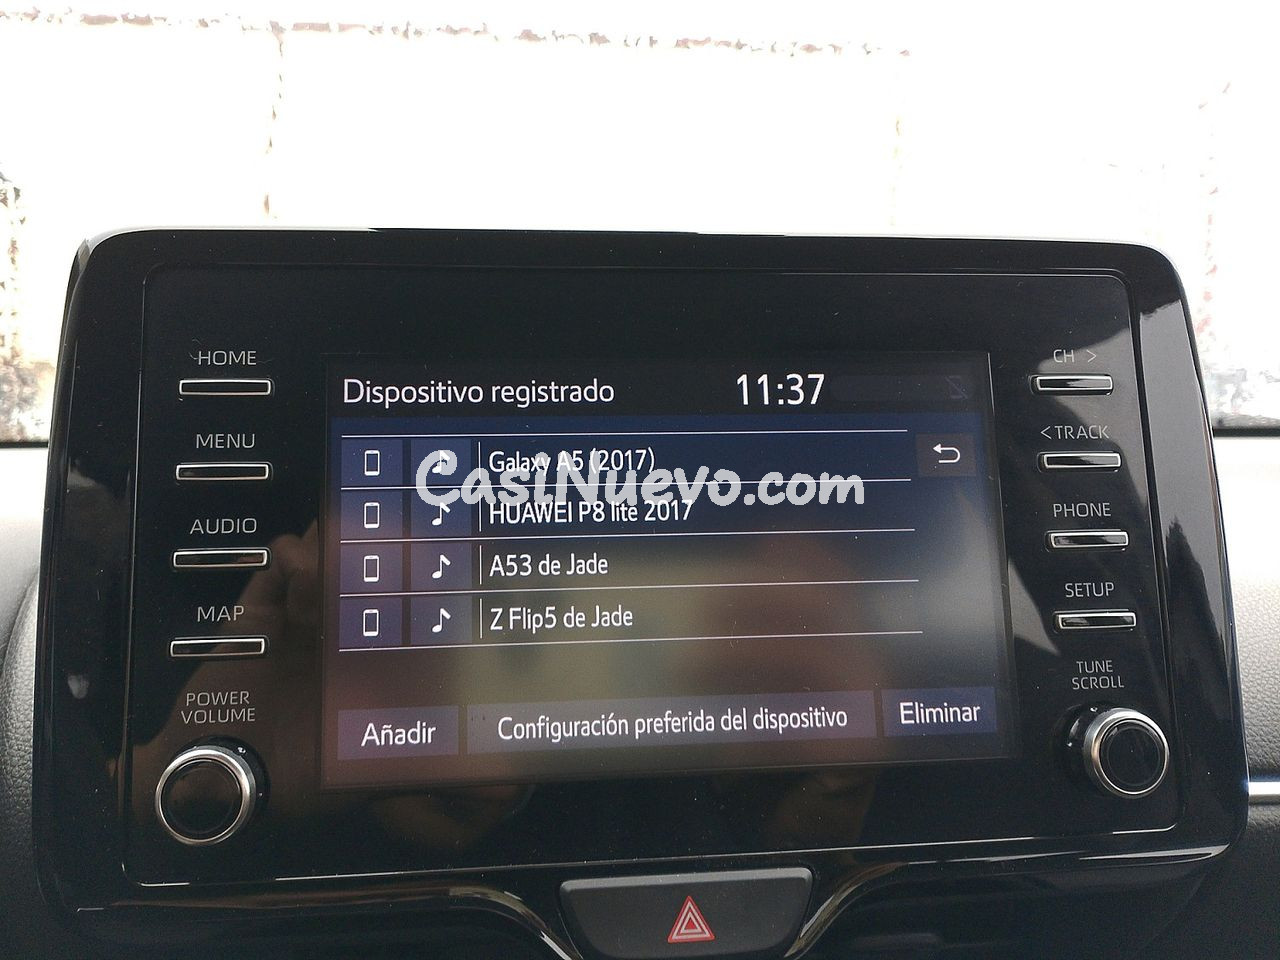 HOME
MENU
AUDIO
MAP
POWER
VOLUME
Dispositivo registrado 11:37
Galaxy A5 (2017)
CasiNuevo.com
HUAWEI P8 lite 2017
A53 de Jade
Z Flip5 de Jade
Añadir Configuración preferida del dispositivo Eliminar
CH >
< TRACK
PHONE
SETUP
TUNE
SCROLL